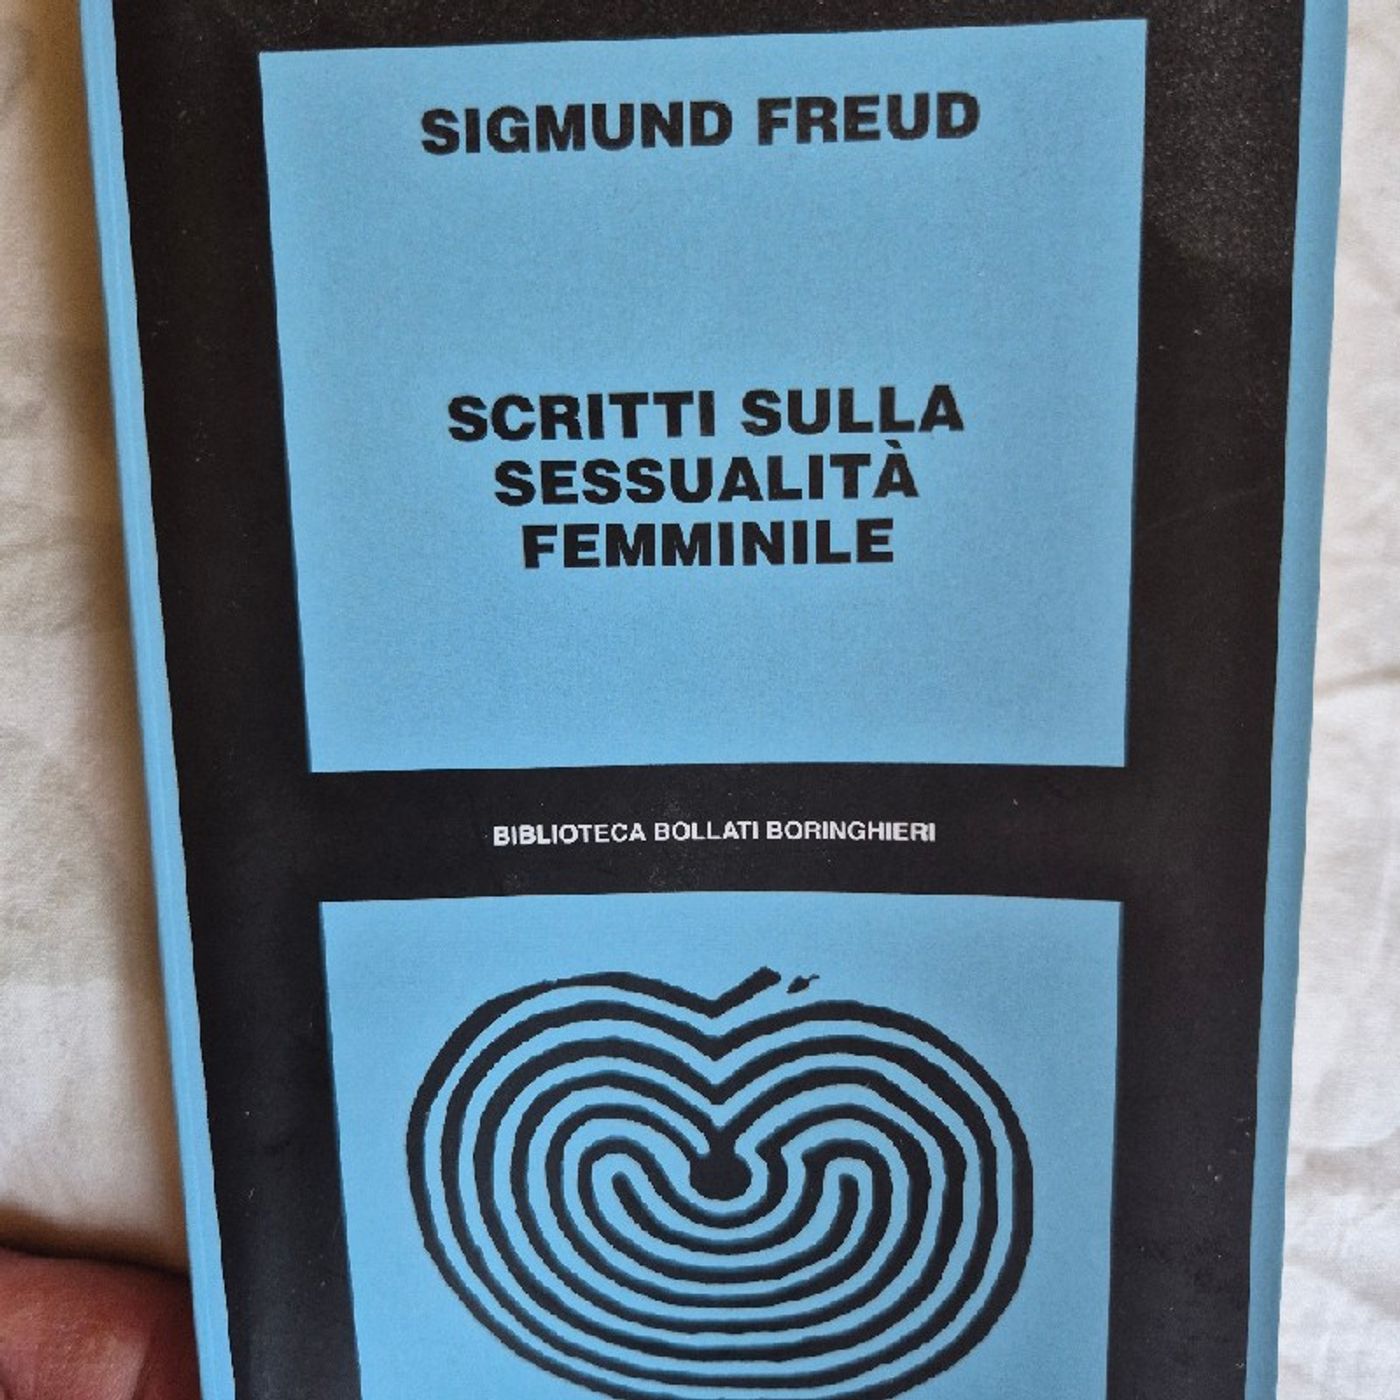 SIGMUND FREUD
SCRITTI SULLA
SESSUALITÀ
FEMMINILE
BIBLIOTECA BOLLATI BORINGHIERI